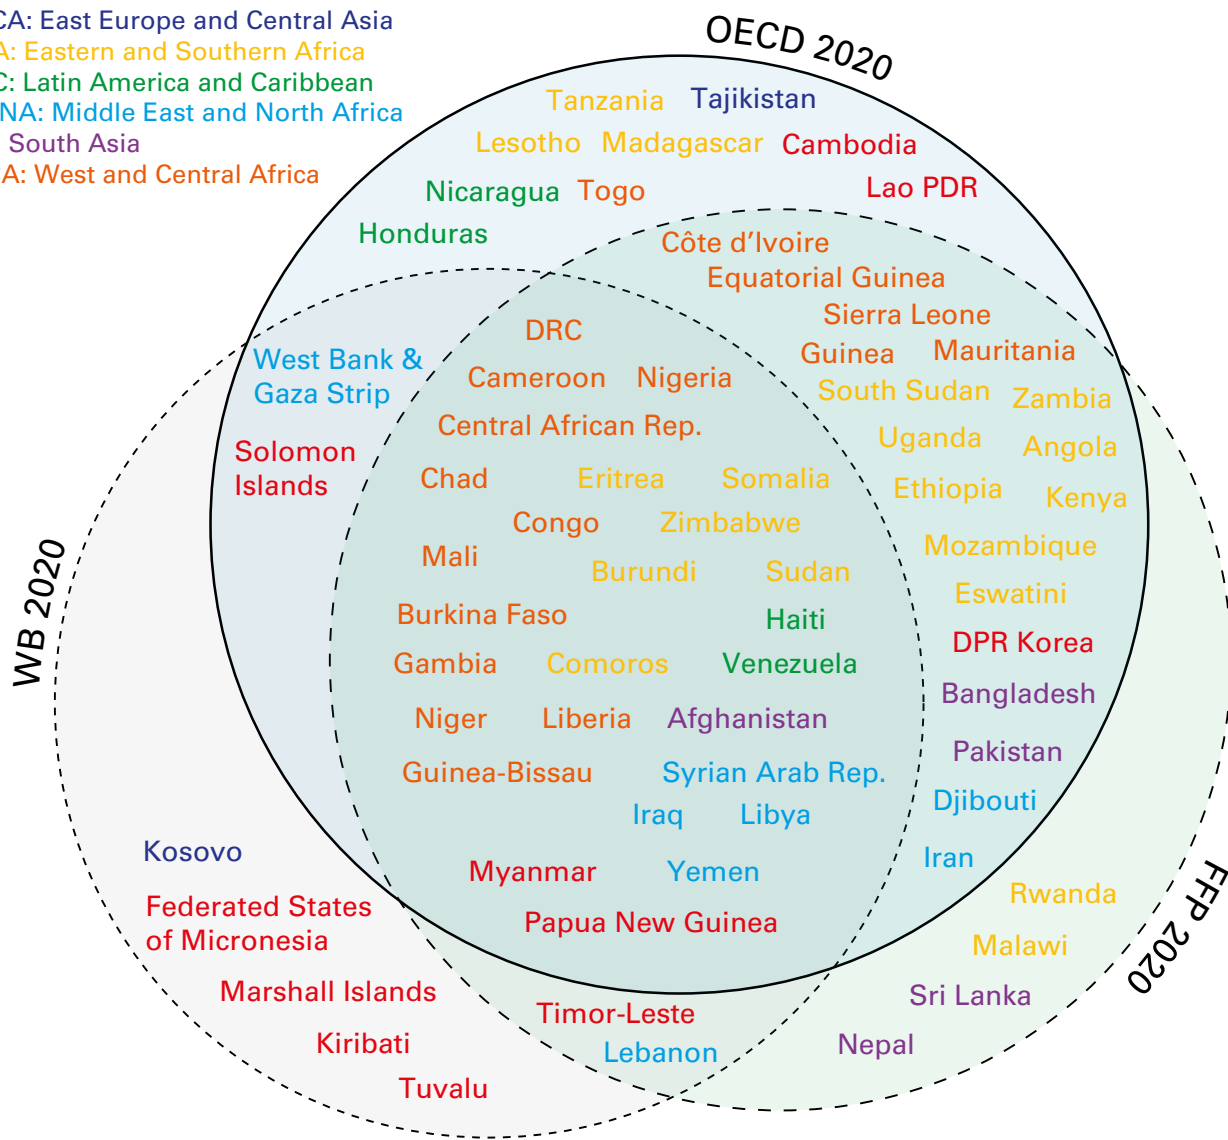 CA: East Europe and Central Asia
A: Eastern and Southern Africa
C: Latin America and Caribbean
NA: Middle East and North Africa
South Asia
A: West and Central Africa
OECD 2020
Tanzania Tajikistan
Lesotho Madagascar Cambodia
Nicaragua Togo Lao PDR
Honduras
Côte d’Ivoire
Equatorial Guinea
Sierra Leone
Guinea Mauritania
DRC
West Bank &
Gaza Strip
Cameroon Nigeria
South Sudan Zambia
Central African Rep.
Uganda Angola
Solomon
Islands
Chad Eritrea Somalia
Ethiopia Kenya
Congo Zimbabwe
Mozambique
Mali
Burundi Sudan
Eswatini
Burkina Faso Haiti
DPR Korea
WB 2020
Gambia Comoros Venezuela
Bangladesh
Niger Liberia Afghanistan
Pakistan
Guinea-Bissau Syrian Arab Rep.
Djibouti
Iraq Libya
Kosovo
Iran
Myanmar Yemen
Rwanda
Federated States
of Micronesia
Papua New Guinea
Malawi
FFP 2020
Marshall Islands
Sri Lanka
Timor-Leste
Kiribati
Lebanon
Nepal
Tuvalu